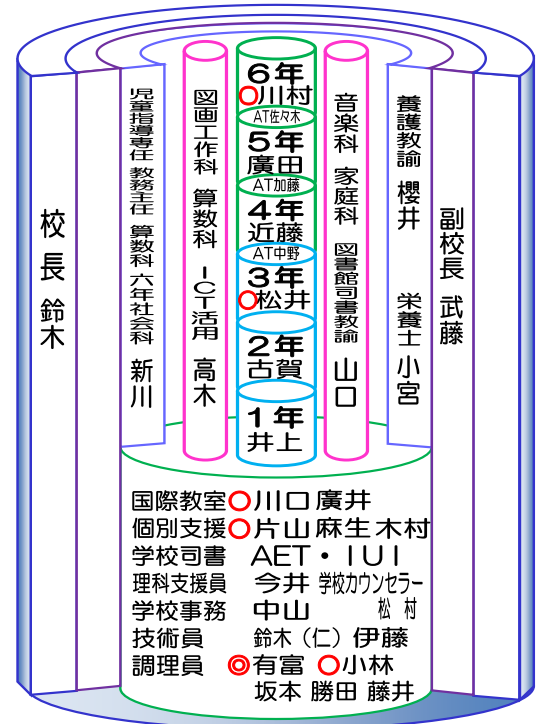 校長 鈴木
児童指導専任 教務主任 算数科 六年社会科 新川
図画工作科 算数科 ICT活用 高木
6年
○川村
AT佐々木
5年
廣田
AT加藤
4年
近藤
AT中野
3年
○松井
2年
古賀
1年
井上
音楽科 家庭科 図書館司書教諭 山口
養護教諭 櫻井 栄養士 小宮
副校長 武藤
国際教室○川口 廣井
個別支援○片山 麻生 木村
学校司書 AET・IUI
理科支援員 今井 学校カウンセラー
学校事務 中山 松村
技術員 鈴木(仁)伊藤
調理員 ◎有富 ○小林
坂本 勝田 藤井